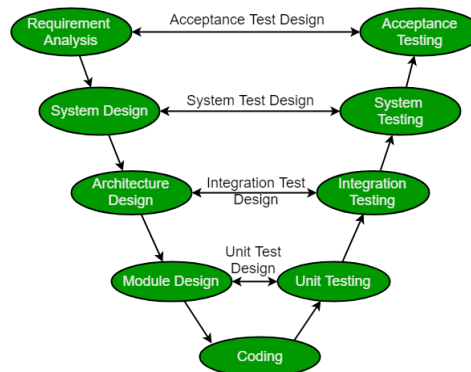 Requirement
Analysis
Acceptance Test Design
Acceptance
Testing
System Design
System Test Design
System
Testing
Architecture
Design
Integration Test
Design
Integration
Testing
Module Design
Unit Test
Design
Unit Testing
Coding